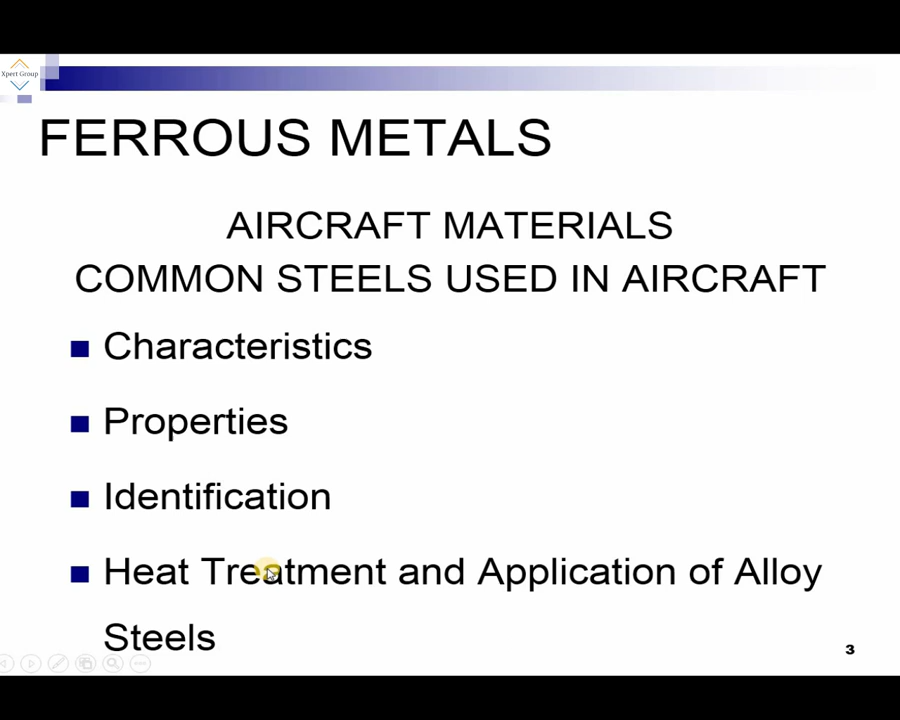 Xpert Group
FERROUS METALS
AIRCRAFT MATERIALS
COMMON STEELS USED IN AIRCRAFT
Characteristics
Properties
Identification
Heat Treatment and Application of Alloy
Steels
3